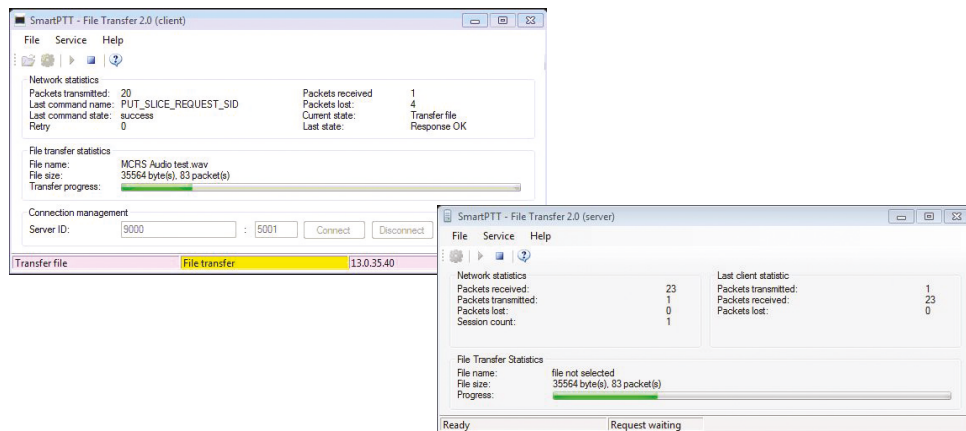 SmartPTT - File Transfer 2.0 (client)
File Service Help
Network statistics
Packets transmitted: 20 Packets received 1
Last command name: PUT_SLICE_REQUEST_SID Packets lost: 4
Last command state: success Current state: Transfer file
Retry 0 Last state: Response OK
File transfer statistics
File name: MCRS Audio test.wav
File size: 35564 byte(s), 83 packet(s)
Transfer progress:
Connection management
Server ID: 9000 : 5001 Connect Disconnect
Transfer file File transfer 13.0.35.40
SmartPTT - File Transfer 2.0 (server)
File Service Help
Network statistics Last client statistic
Packets received: 23 Packets transmitted: 1
Packets transmitted: 1 Packets received: 23
Packets lost: 0 Packets lost: 0
Session count: 1
File Transfer Statistics
File name: file not selected
File size: 35564 byte(s), 83 packet(s)
Progress:
Ready Request waiting